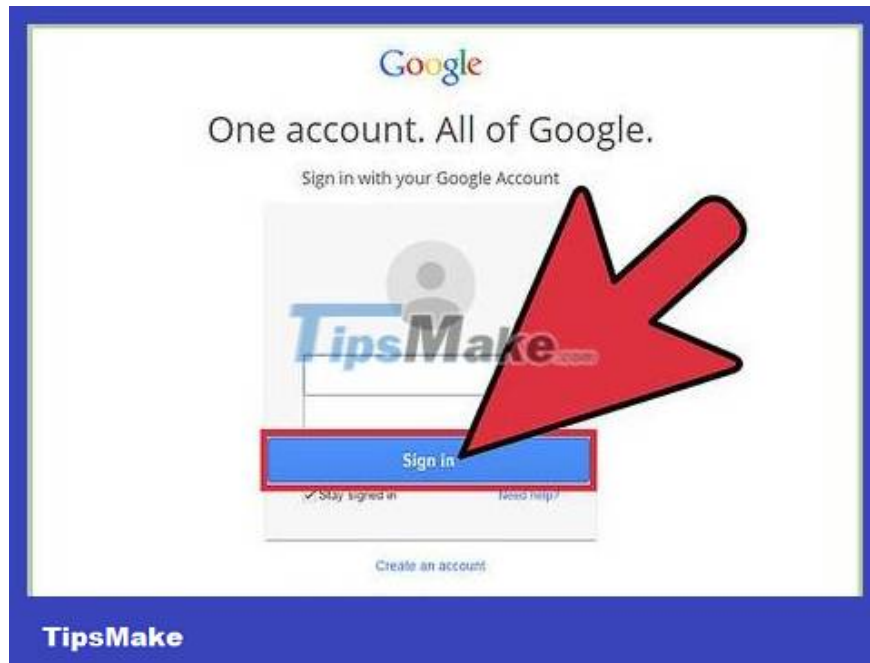 Google
One account. All of Google.
Sign in with your Google Account
TipsMake.com
Sign in
✓ Stay signed in Need help?
Create an account
TipsMake